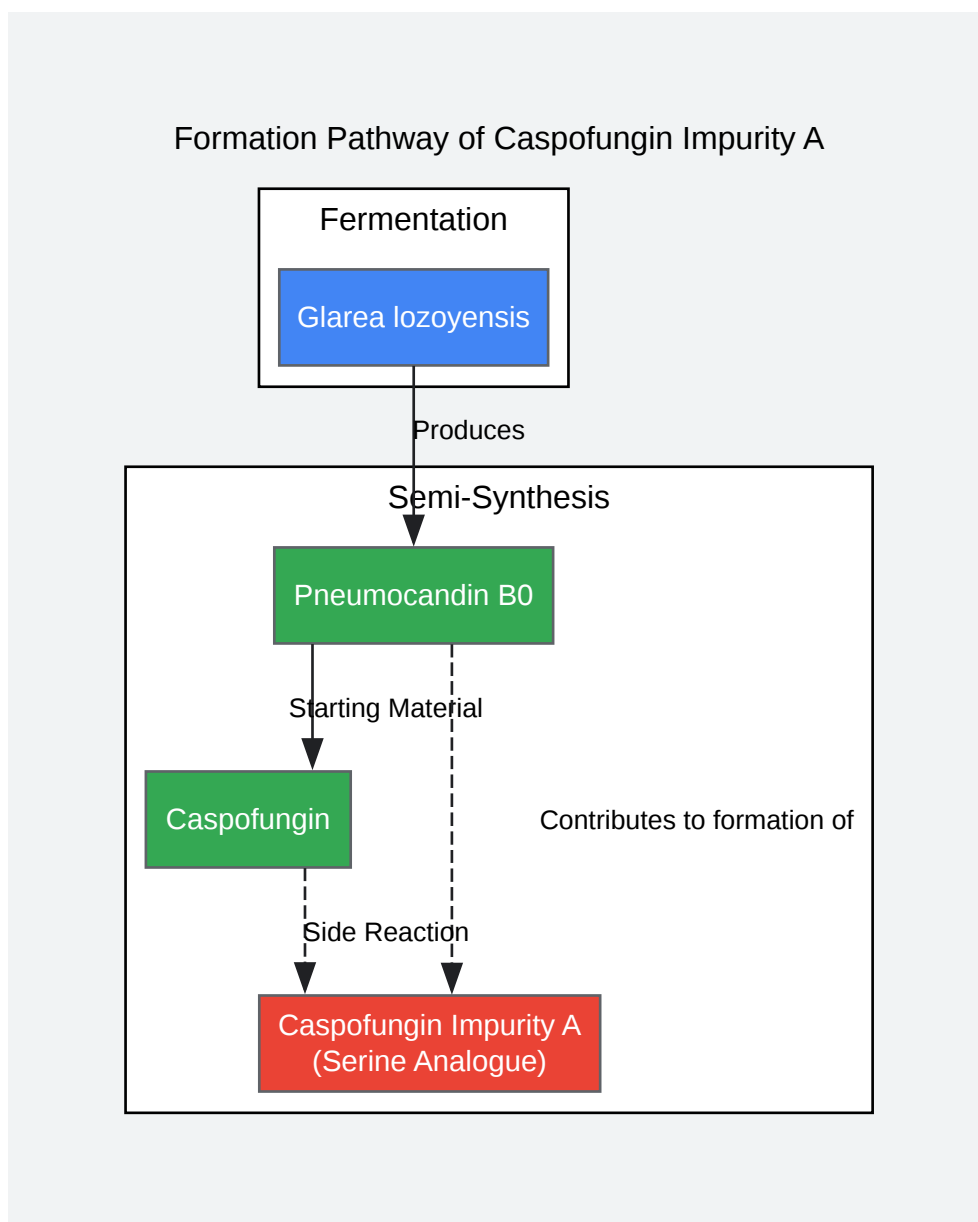 Formation Pathway of Caspofungin Impurity A
Fermentation
Glarea lozoyensis
Produces
Semi-Synthesis
Pneumocandin B0
Starting Material
Caspofungin
Contributes to formation of
Side Reaction
Caspofungin Impurity A
(Serine Analogue)